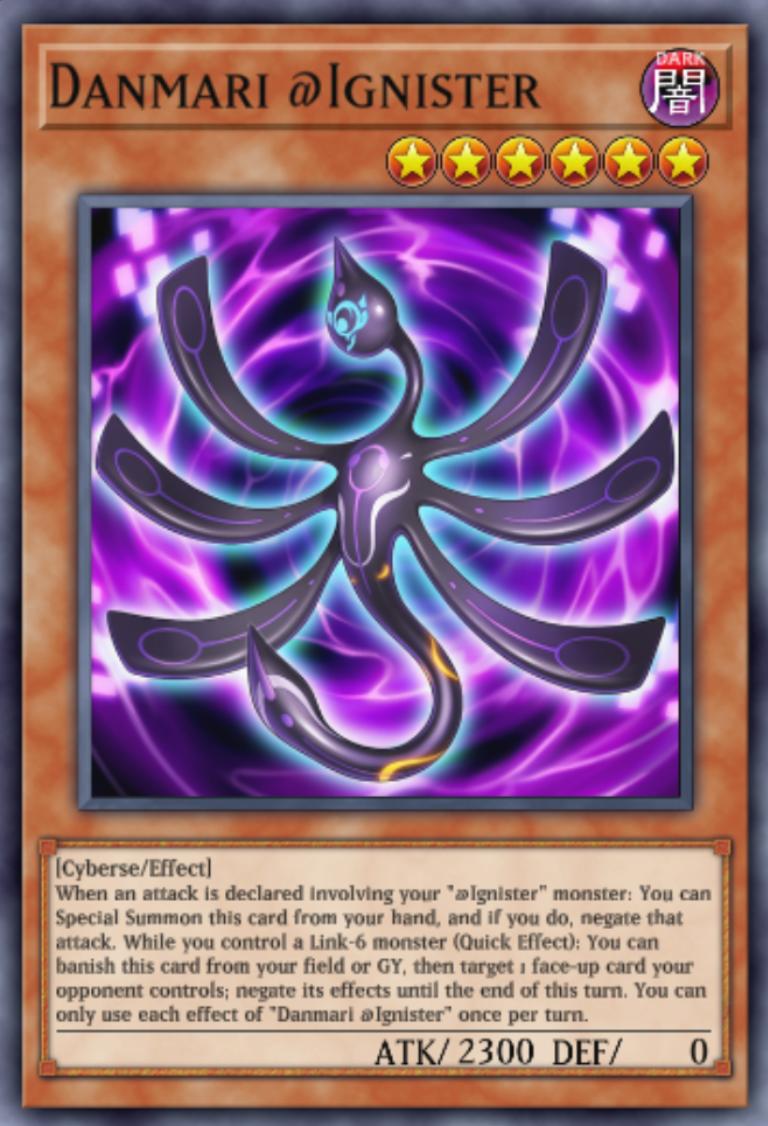 Danmari @Ignister
DARK
闇
[Cyberse/Effect]
When an attack is declared involving your "@Ignister" monster: You can
Special Summon this card from your hand, and if you do, negate that
attack. While you control a Link-6 monster (Quick Effect): You can
banish this card from your field or GY, then target 1 face-up card your
opponent controls; negate its effects until the end of this turn. You can
only use each effect of "Danmari @Ignister" once per turn.
ATK/ 2300 DEF/ 0